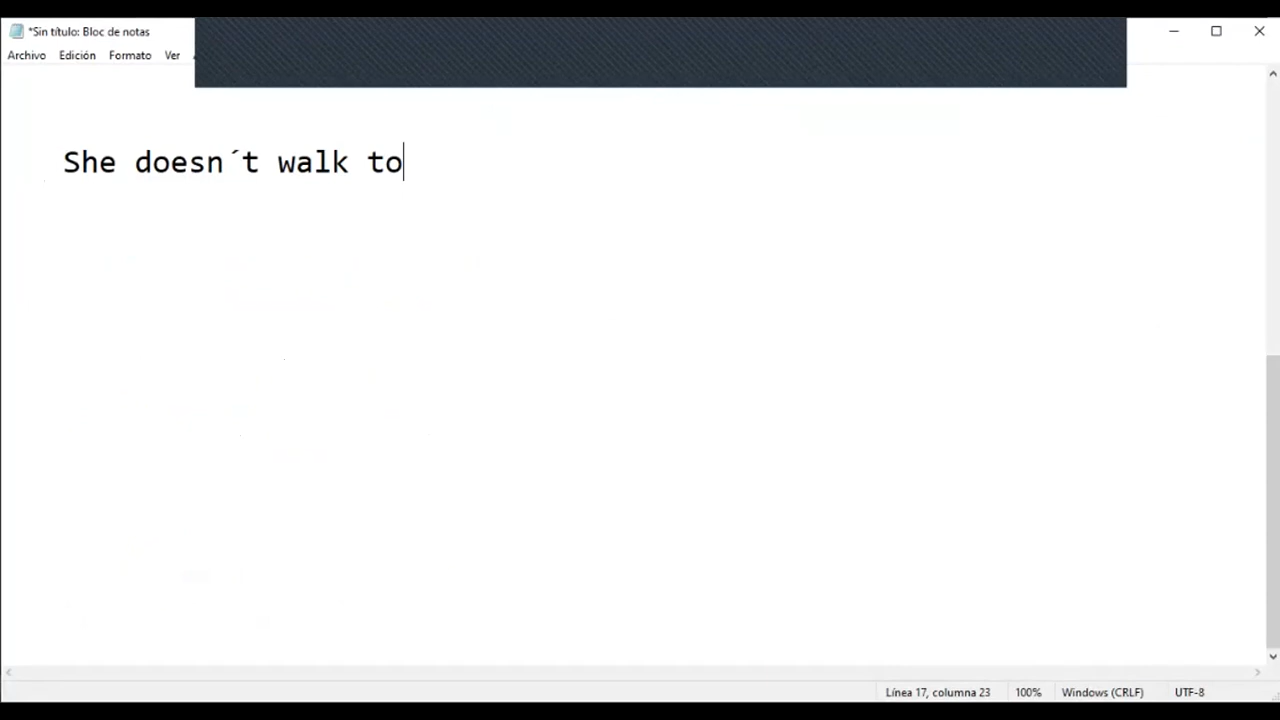 *Sin título: Bloc de notas
Archivo Edición Formato Ver
She doesn´t walk to
Línea 17, columna 23 100% Windows (CRLF) UTF-8